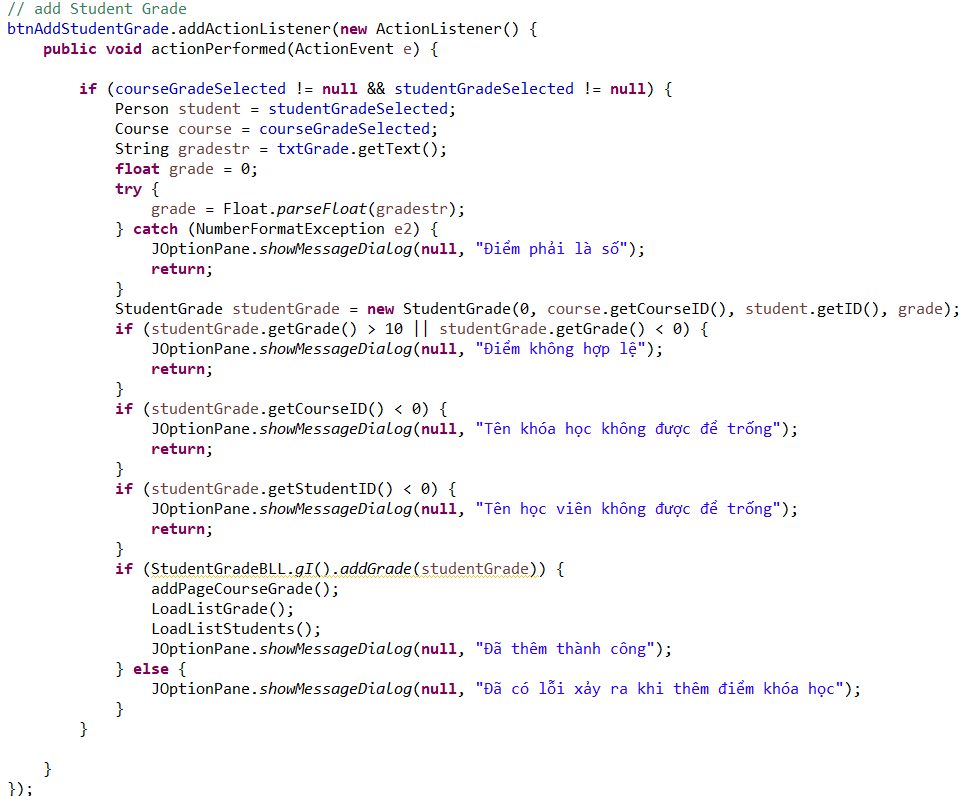 // add Student Grade
btnAddStudentGrade.addActionListener(new ActionListener() {
    public void actionPerformed(ActionEvent e) {

        if (courseGradeSelected != null && studentGradeSelected != null) {
            Person student = studentGradeSelected;
            Course course = courseGradeSelected;
            String gradestr = txtGrade.getText();
            float grade = 0;
            try {
                grade = Float.parseFloat(gradestr);
            } catch (NumberFormatException e2) {
                JOptionPane.showMessageDialog(null, "Điểm phải là số");
                return;
            }
            StudentGrade studentGrade = new StudentGrade(0, course.getCourseID(), student.getID(), grade);
            if (studentGrade.getGrade() > 10 || studentGrade.getGrade() < 0) {
                JOptionPane.showMessageDialog(null, "Điểm không hợp lệ");
                return;
            }
            if (studentGrade.getCourseID() < 0) {
                JOptionPane.showMessageDialog(null, "Tên khóa học không được để trống");
                return;
            }
            if (studentGrade.getStudentID() < 0) {
                JOptionPane.showMessageDialog(null, "Tên học viên không được để trống");
                return;
            }
            if (StudentGradeBLL.gI().addGrade(studentGrade)) {
                addPageCourseGrade();
                LoadListGrade();
                LoadListStudents();
                JOptionPane.showMessageDialog(null, "Đã thêm thành công");
            } else {
                JOptionPane.showMessageDialog(null, "Đã có lỗi xảy ra khi thêm điểm khóa học");
            }
        }

    }
});